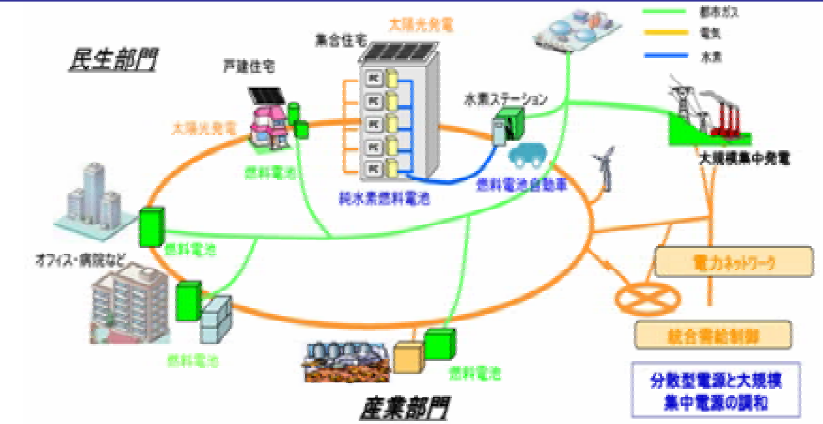 都市ガス
電気
水素
民生部門
太陽光発電
集合住宅
戸建住宅
水素ステーション
太陽光発電
FC
FC
FC
FC
FC
大規模集中発電
燃料電池
燃料電池自動車
純水素燃料電池
燃料電池
オフィス・病院など
電力ネットワーク
統合需給制御
燃料電池
燃料電池
分散型電源と大規模
集中電源の調和
産業部門